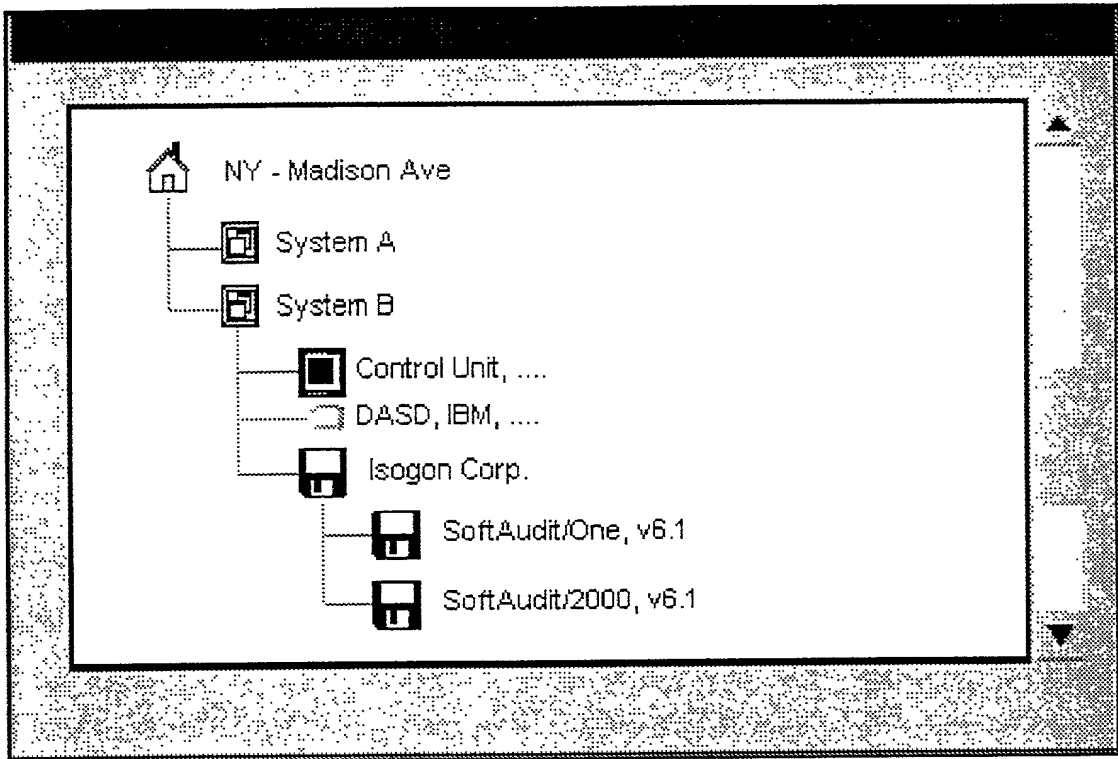 NY - Madison Ave
System A
System B
Control Unit, ....
DASD, IBM, ....
Isogon Corp.
SoftAudit/One, v6.1
SoftAudit/2000, v6.1